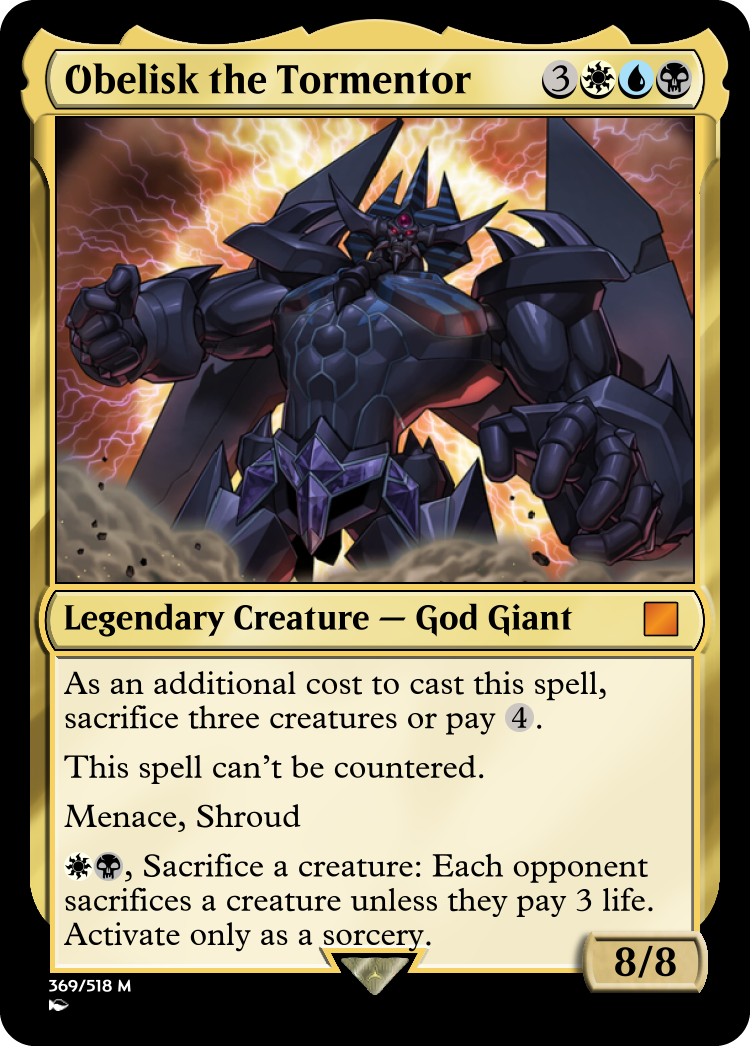 Obelisk the Tormentor 3
Legendary Creature — God Giant
As an additional cost to cast this spell,
sacrifice three creatures or pay 4.
This spell can't be countered.
Menace, Shroud
, Sacrifice a creature: Each opponent
sacrifices a creature unless they pay 3 life.
Activate only as a sorcery.
8/8
369/518 M